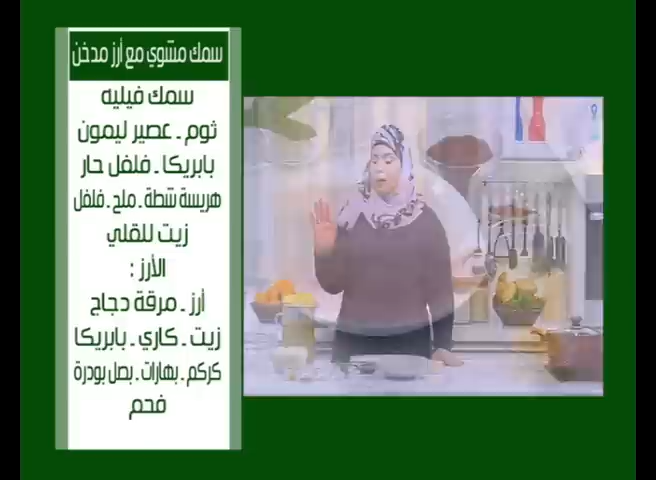 سمك مشوي مع أرز مدخن
سمك فيليه
ثوم . عصير ليمون
بابريكا . فلفل حار
هريسة شطة . ملح . فلفل
زيت للقلي
الأرز :
أرز . مرقة دجاج
زيت . كاري . بابريكا
كركم . بهارات . بصل بودرة
فحم